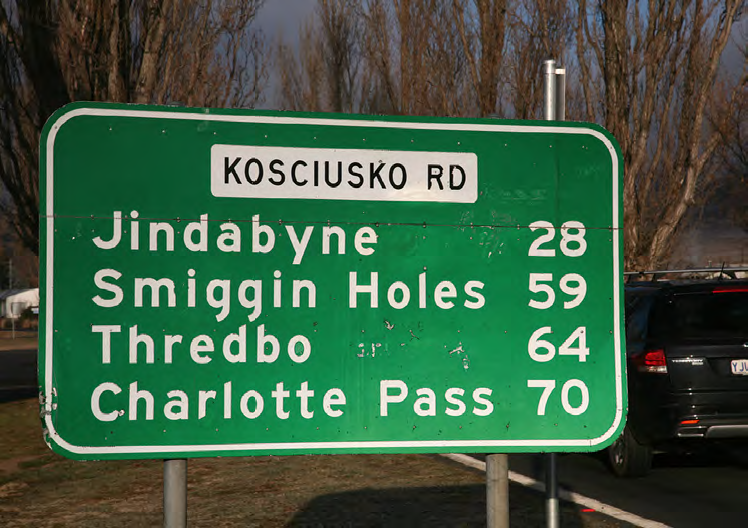 KOSCIUSKO RD
Jindabyne 28
Smiggin Holes 59
Thredbo 64
Charlotte Pass 70